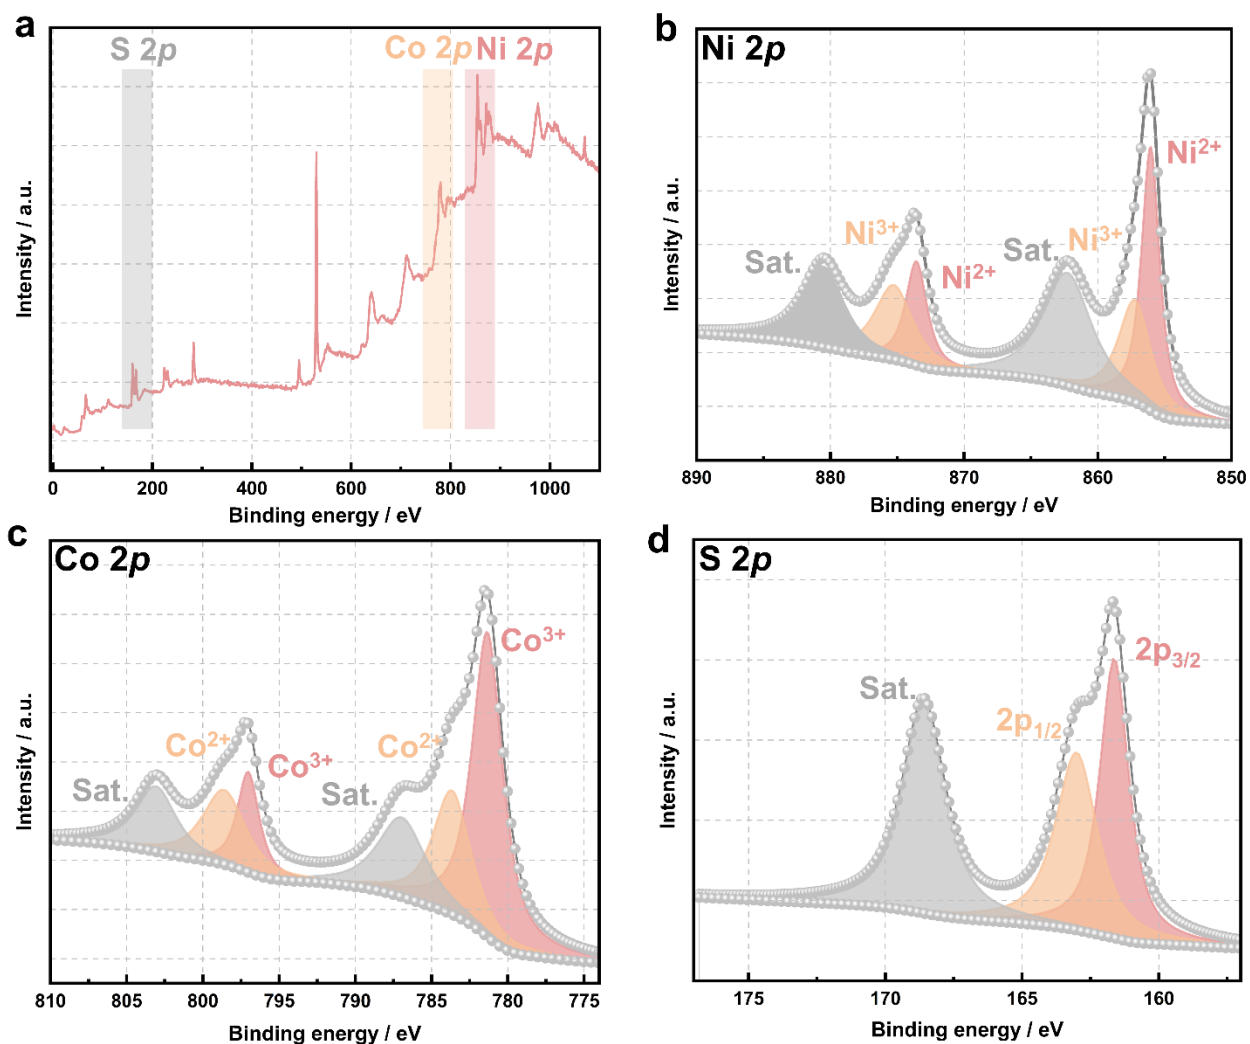 a
S 2p
Co 2p
Ni 2p
Intensity / a.u.
0 200 400 600 800 1000
Binding energy / eV
b
Ni 2p
Sat.
Ni³⁺
Ni²⁺
Sat.
Ni³⁺
Ni²⁺
Intensity / a.u.
890 880 870 860 850
Binding energy / eV
c
Co 2p
Sat.
Co²⁺
Co³⁺
Sat.
Co²⁺
Co³⁺
Intensity / a.u.
810 805 800 795 790 785 780 775
Binding energy / eV
d
S 2p
Sat.
2p₁/₂
2p₃/₂
Intensity / a.u.
175 170 165 160
Binding energy / eV